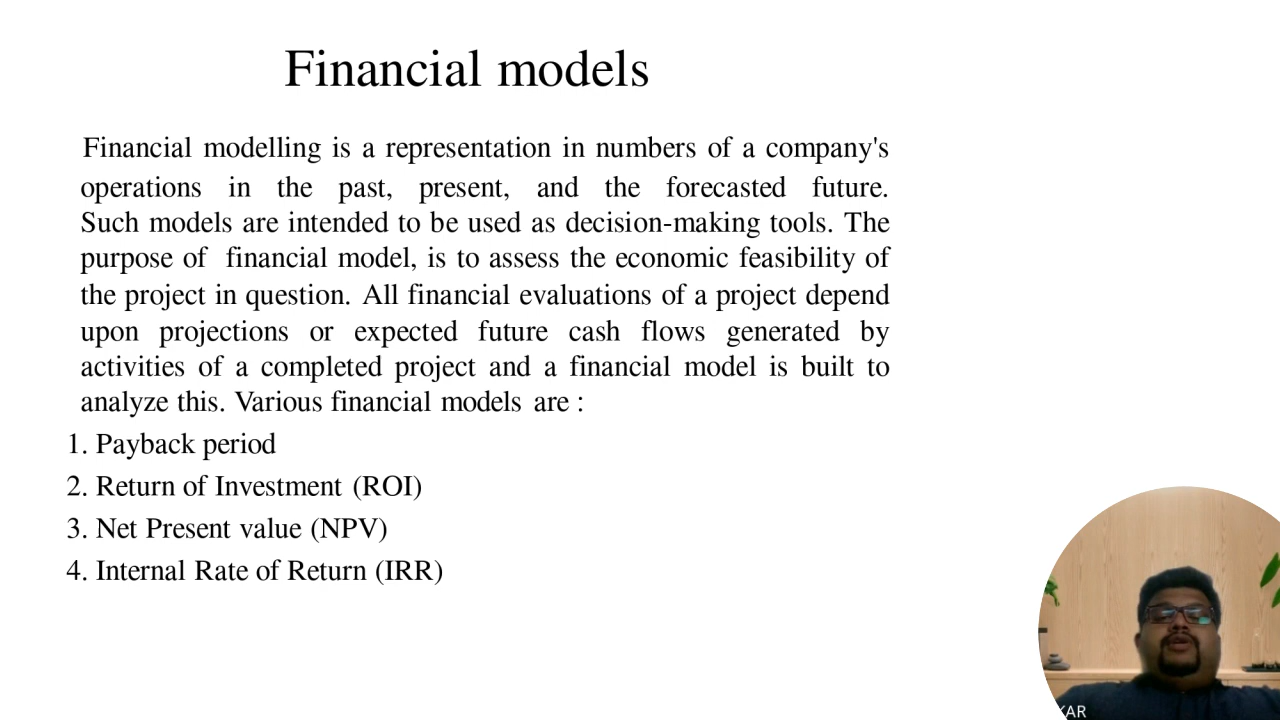 Financial models
Financial modelling is a representation in numbers of a company's
operations in the past, present, and the forecasted future.
Such models are intended to be used as decision-making tools. The
purpose of financial model, is to assess the economic feasibility of
the project in question. All financial evaluations of a project depend
upon projections or expected future cash flows generated by
activities of a completed project and a financial model is built to
analyze this. Various financial models are :
1. Payback period
2. Return of Investment (ROI)
3. Net Present value (NPV)
4. Internal Rate of Return (IRR)
KAR